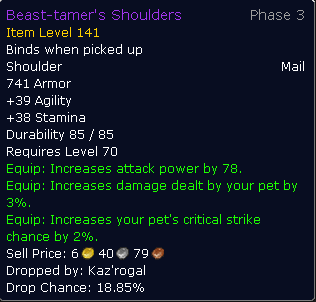 Beast-tamer's Shoulders Phase 3
Item Level 141
Binds when picked up
Shoulder Mail
741 Armor
+39 Agility
+38 Stamina
Durability 85 / 85
Requires Level 70
Equip: Increases attack power by 78.
Equip: Increases damage dealt by your pet by
3%.
Equip: Increases your pet's critical strike
chance by 2%.
Sell Price: 6 40 79
Dropped by: Kaz'rogal
Drop Chance: 18.85%